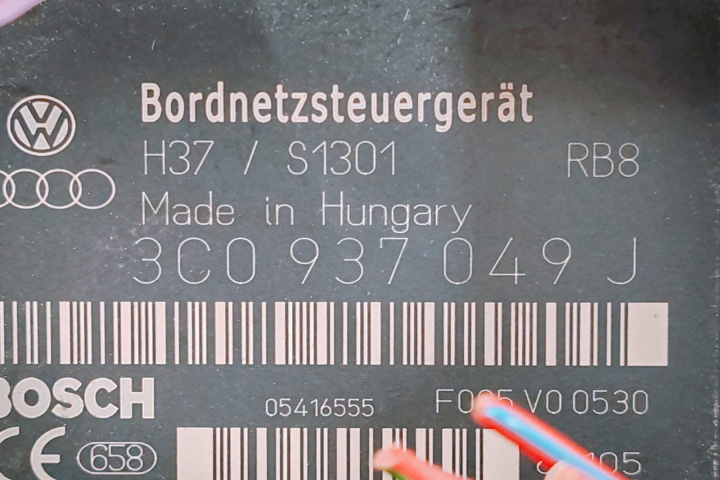 Bordnetzsteuergerät
H37 / S1301 RB8
Made in Hungary
3C0 937 049 J
BOSCH 05416555 V0 0530
CE 658